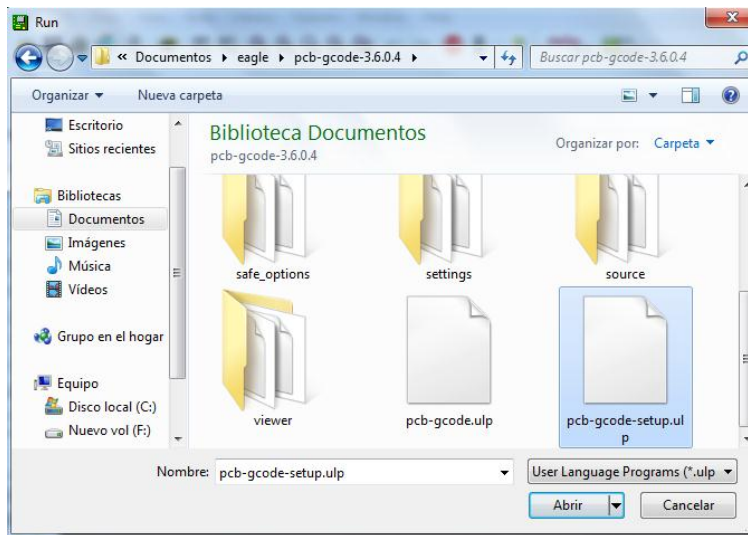 Run
« Documentos ▸ eagle ▸ pcb-gcode-3.6.0.4 ▸
Buscar pcb-gcode-3.6.0.4
Organizar
Nueva carpeta
Escritorio
Sitios recientes
Bibliotecas
Documentos
Imágenes
Música
Vídeos
Grupo en el hogar
Equipo
Disco local (C:)
Nuevo vol (F:)
Biblioteca Documentos
pcb-gcode-3.6.0.4
Organizar por: Carpeta
safe_options
settings
source
viewer
pcb-gcode.ulp
pcb-gcode-setup.ul
p
Nombre: pcb-gcode-setup.ulp
User Language Programs (*.ulp
Abrir
Cancelar